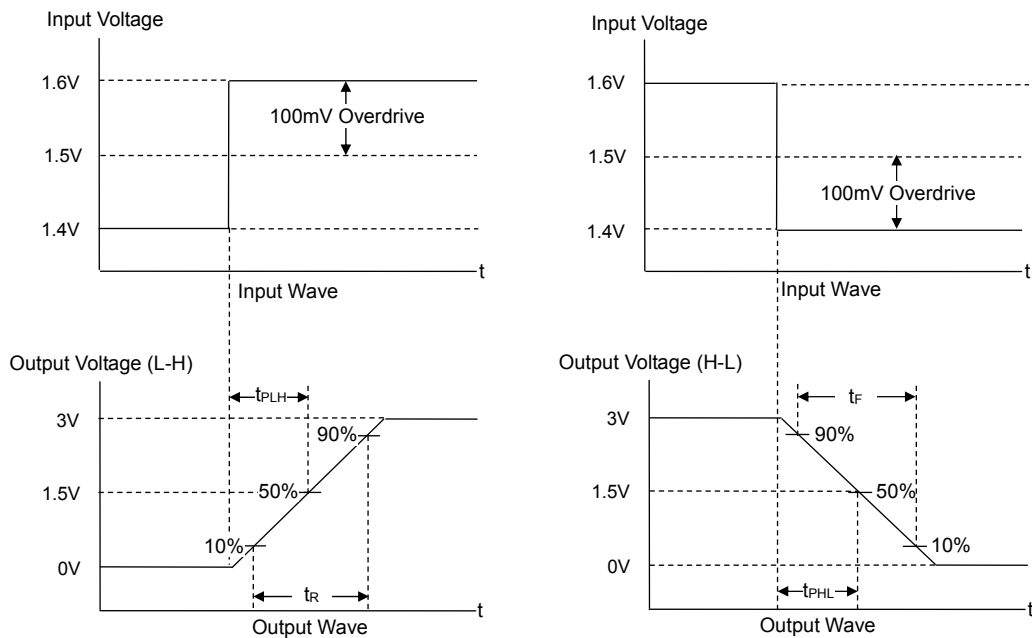 Input Voltage
1.6V
100mV Overdrive
1.5V
1.4V
t
Input Wave
Input Voltage
1.6V
1.5V
100mV Overdrive
1.4V
t
Input Wave
Output Voltage (L-H)
tPLH
3V
90%
1.5V
50%
10%
0V
tR
t
Output Wave
Output Voltage (H-L)
tF
3V
90%
1.5V
50%
10%
0V
tPHL
t
Output Wave